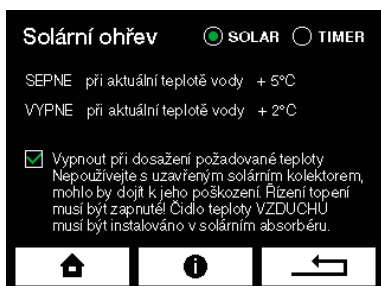 Solární ohřev SOLAR TIMER
SEPNE při aktuální teplotě vody + 5°C
VYPNE při aktuální teplotě vody + 2°C
Vypnout při dosažení požadované teploty
Nepoužívejte s uzavřeným solárním kolektorem,
mohlo by dojít k jeho poškození. Řízení topení
musí být zapnuté! Čidlo teploty VZDUCHU
musí být instalováno v solárním absorbéru.